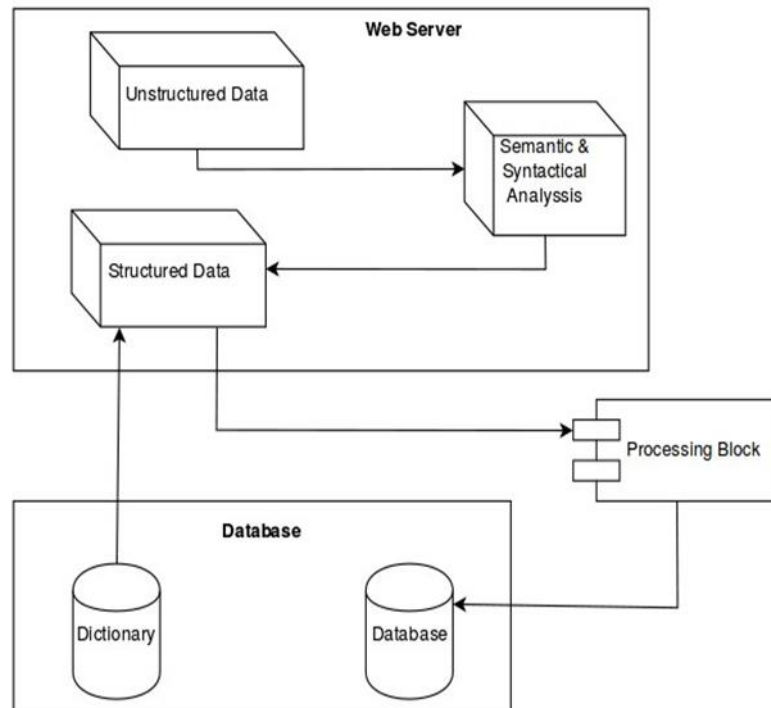 Web Server
Unstructured Data
Semantic &
Syntactical
Analyssis
Structured Data
Processing Block
Database
Dictionary
Database